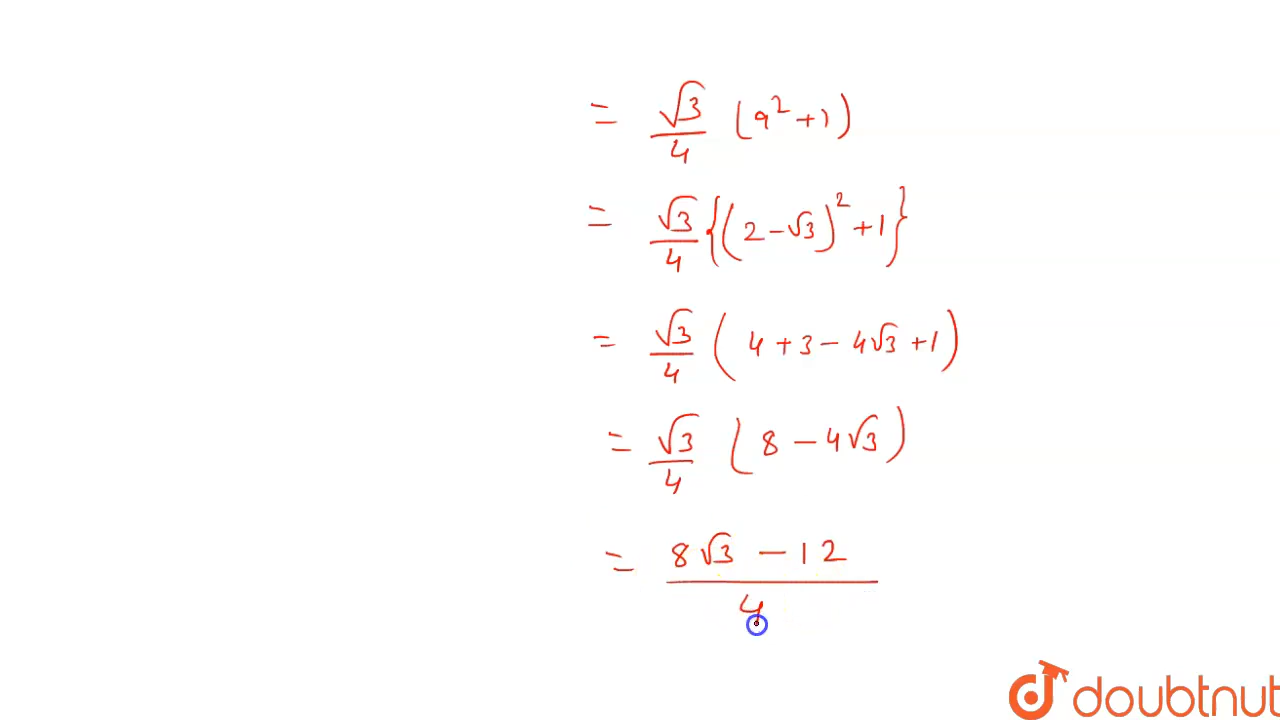 = √3/4 (a² + 1)
= √3/4 {(2 - √3)² + 1}
= √3/4 (4 + 3 - 4√3 + 1)
= √3/4 (8 - 4√3)
= (8√3 - 12)/4
doubtnut